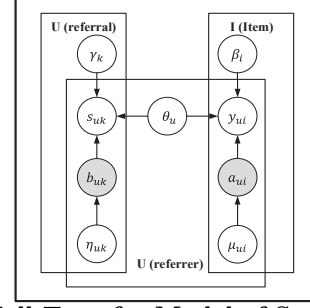 U (referral)
I (Item)
γk
βi
suk
θu
yui
buk
aui
ηuk
μui
U (referrer)